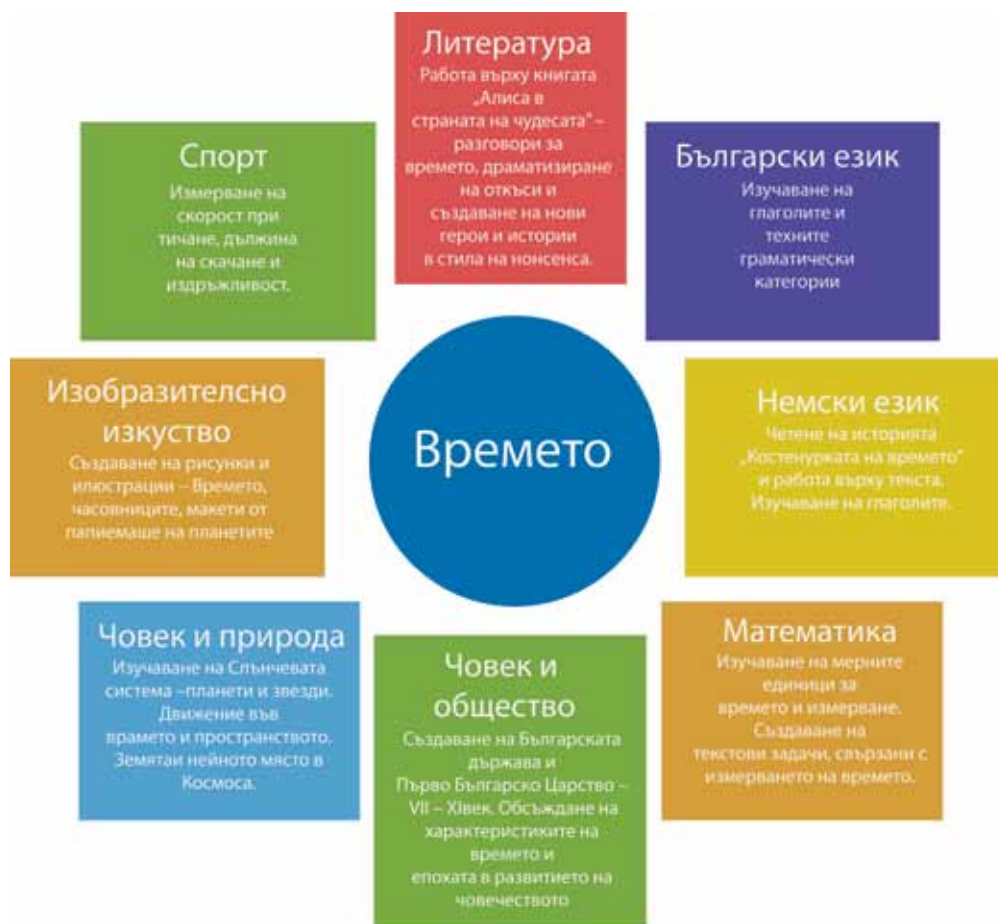 Литература
Работа върху книгата
„Алиса в
страната на чудесата“ –
разговори за
времето, драматизиране
на откъси и
създаване на нови
герои и истории
в стила на нонсенса.
Български език
Изучаване на
глаголите и
техните
граматически
категории
Немски език
Четене на историята
„Костенурката на времето“
и работа върху текста.
Изучаване на глаголите.
Математика
Изучаване на мерните
единици за
времето и измерване.
Създаване на
текстови задачи, свързани с
измерването на времето.
Човек и
общество
Създаване на Българската
държава и
Първо Българско Царство –
VII – XIвек. Обсъждане на
характеристиките на
времето и
епохата в развитието на
човечеството
Човек и природа
Изучаване на Слънчевата
система –планети и звезди.
Движение във
врамето и пространството.
Земятаи нейното място в
Космоса.
Изобразителсно
изкуство
Създаване на рисунки и
илюстрации – Времето,
часовниците, макети от
папиемаше на планетите
Спорт
Измерване на
скорост при
тичане, дължина
на скачане и
издръжливост.
Времето